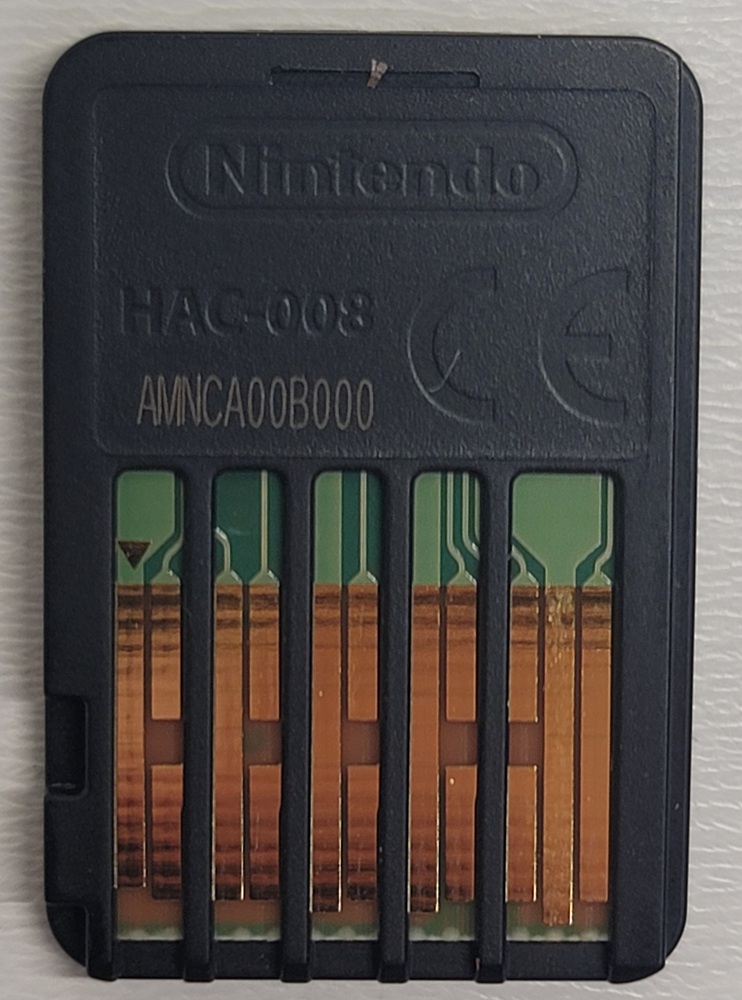 Nintendo
HAC-008
CE
AMNCA00B000